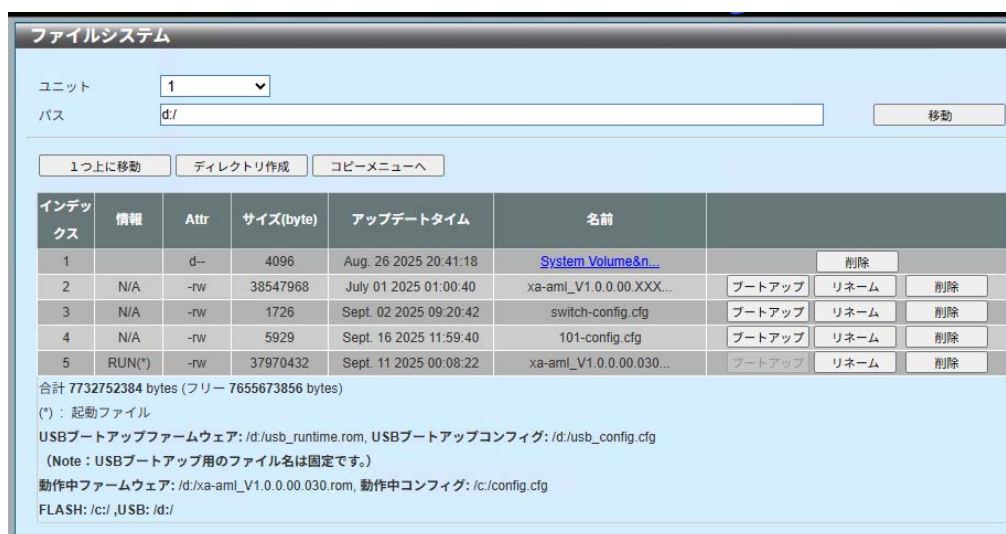 ファイルシステム
ユニット 1
パス d:/ 移動
1つ上に移動 ディレクトリ作成 コピーメニューへ
インデックス 情報 Attr サイズ(byte) アップデートタイム 名前
1 d-- 4096 Aug. 26 2025 20:41:18 System Volume&n... 削除
2 N/A -rw 38547968 July 01 2025 01:00:40 xa-aml_V1.0.0.00.XXX... ブートアップ リネーム 削除
3 N/A -rw 1726 Sept. 02 2025 09:20:42 switch-config.cfg ブートアップ リネーム 削除
4 N/A -rw 5929 Sept. 16 2025 11:59:40 101-config.cfg ブートアップ リネーム 削除
5 RUN(*) -rw 37970432 Sept. 11 2025 00:08:22 xa-aml_V1.0.0.00.030... ブートアップ リネーム 削除
合計 7732752384 bytes (フリー 7655673856 bytes)
(*) : 起動ファイル
USBブートアップファームウェア: /d:/usb_runtime.rom, USBブートアップコンフィグ: /d:/usb_config.cfg
(Note:USBブートアップ用のファイル名は固定です。)
動作中ファームウェア: /d:/xa-aml_V1.0.0.00.030.rom, 動作中コンフィグ: /c:/config.cfg
FLASH: /c:/ ,USB: /d:/